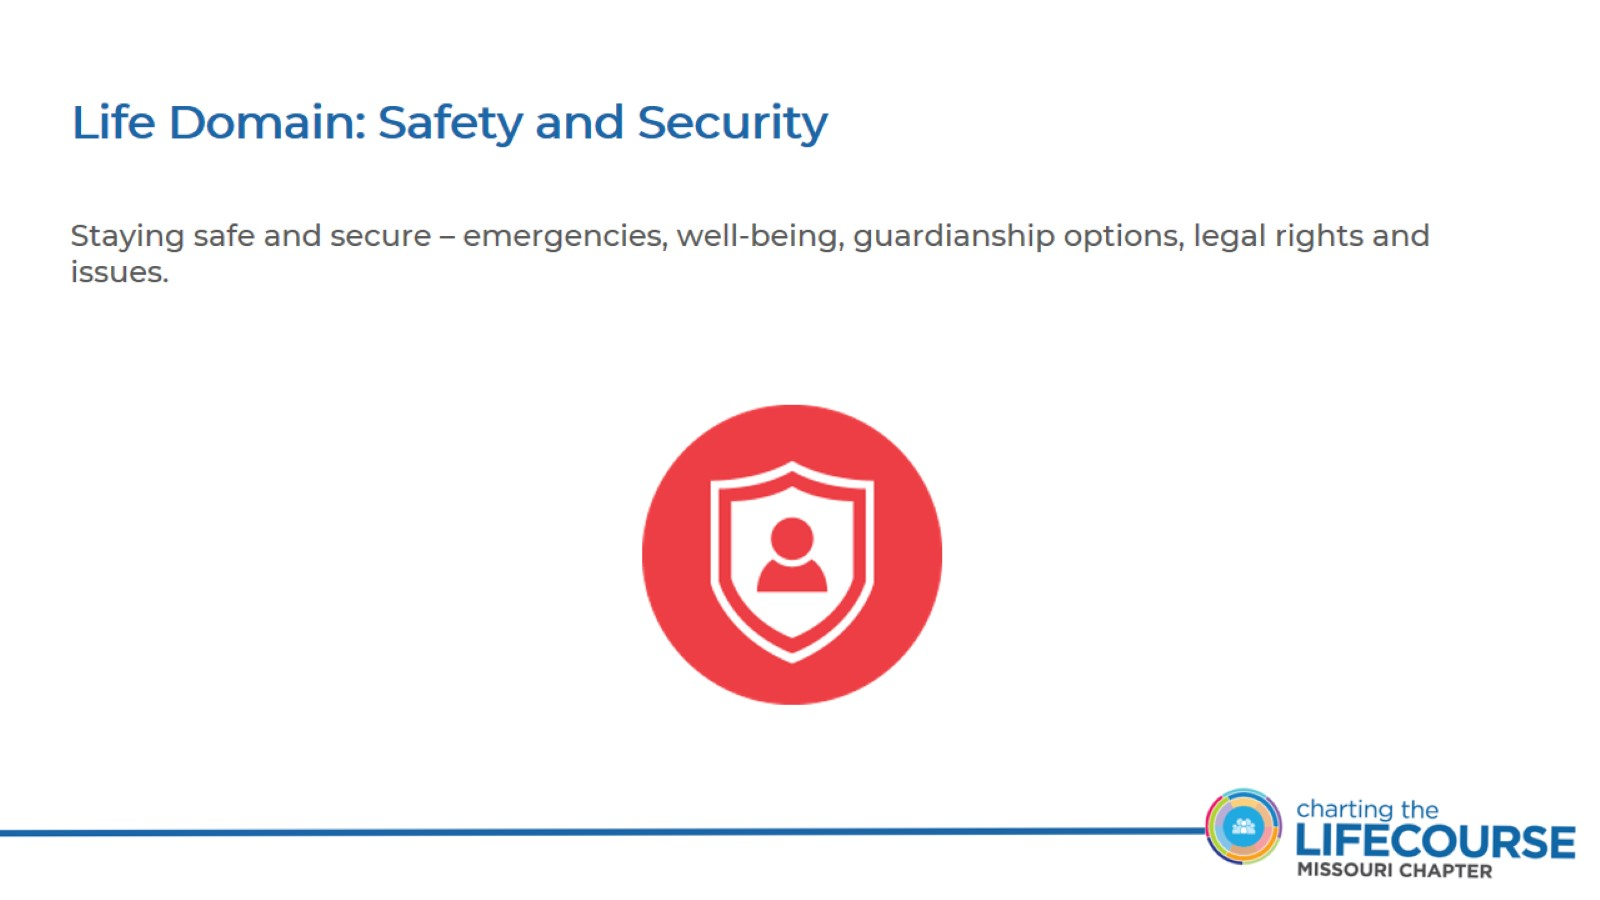 Life Domain: Safety and Security
Staying safe and secure – emergencies, well-being, guardianship options, legal rights and
issues.
charting the
LIFECOURSE
MISSOURI CHAPTER